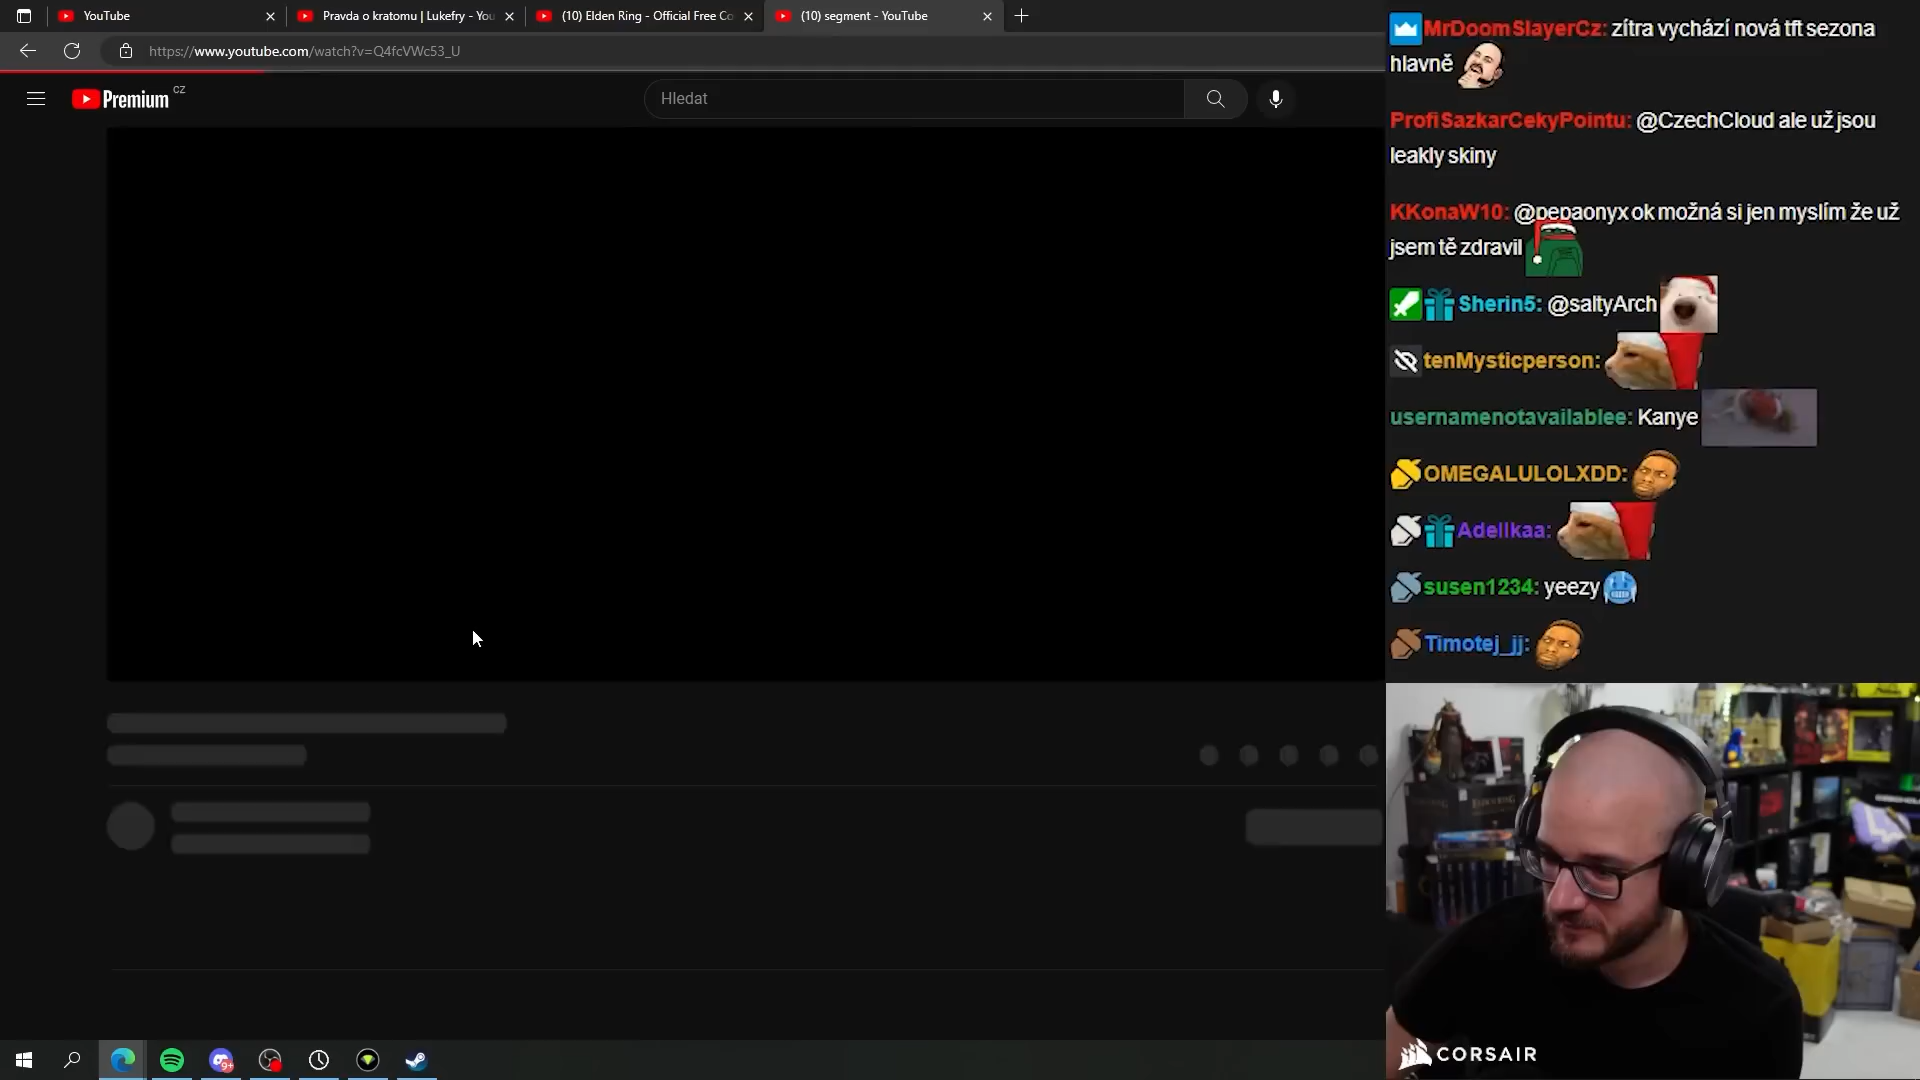 YouTube
Pravda o kratomu | Lukefry - You
(10) Elden Ring - Official Free Co
(10) segment - YouTube
https://www.youtube.com/watch?v=Q4fcVWc53_U
Premium CZ
Hledat
MrDoomSlayerCz: zítra vychází nová tft sezona
hlavně
ProfiSazkarCekyPointu: @CzechCloud ale už jsou
leakly skiny
KKonaW10: @pepaonyx ok možná si jen myslím že už
jsem tě zdravil
Sherin5: @saltyArch
tenMysticperson:
usernamenotavailablee: Kanye
OMEGALULOLXDD:
Adellkaa:
susen1234: yeezy
Timotej_jj:
9+
CORSAIR